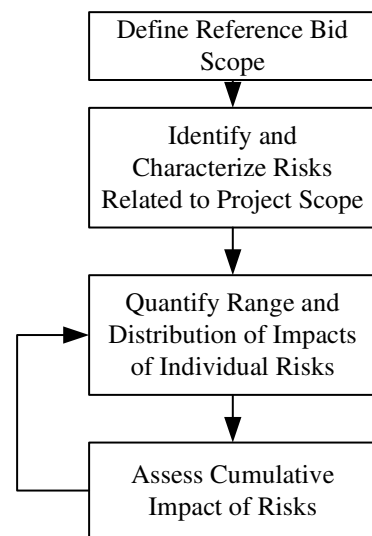 Define Reference Bid
Scope
Identify and
Characterize Risks
Related to Project Scope
Quantify Range and
Distribution of Impacts
of Individual Risks
Assess Cumulative
Impact of Risks